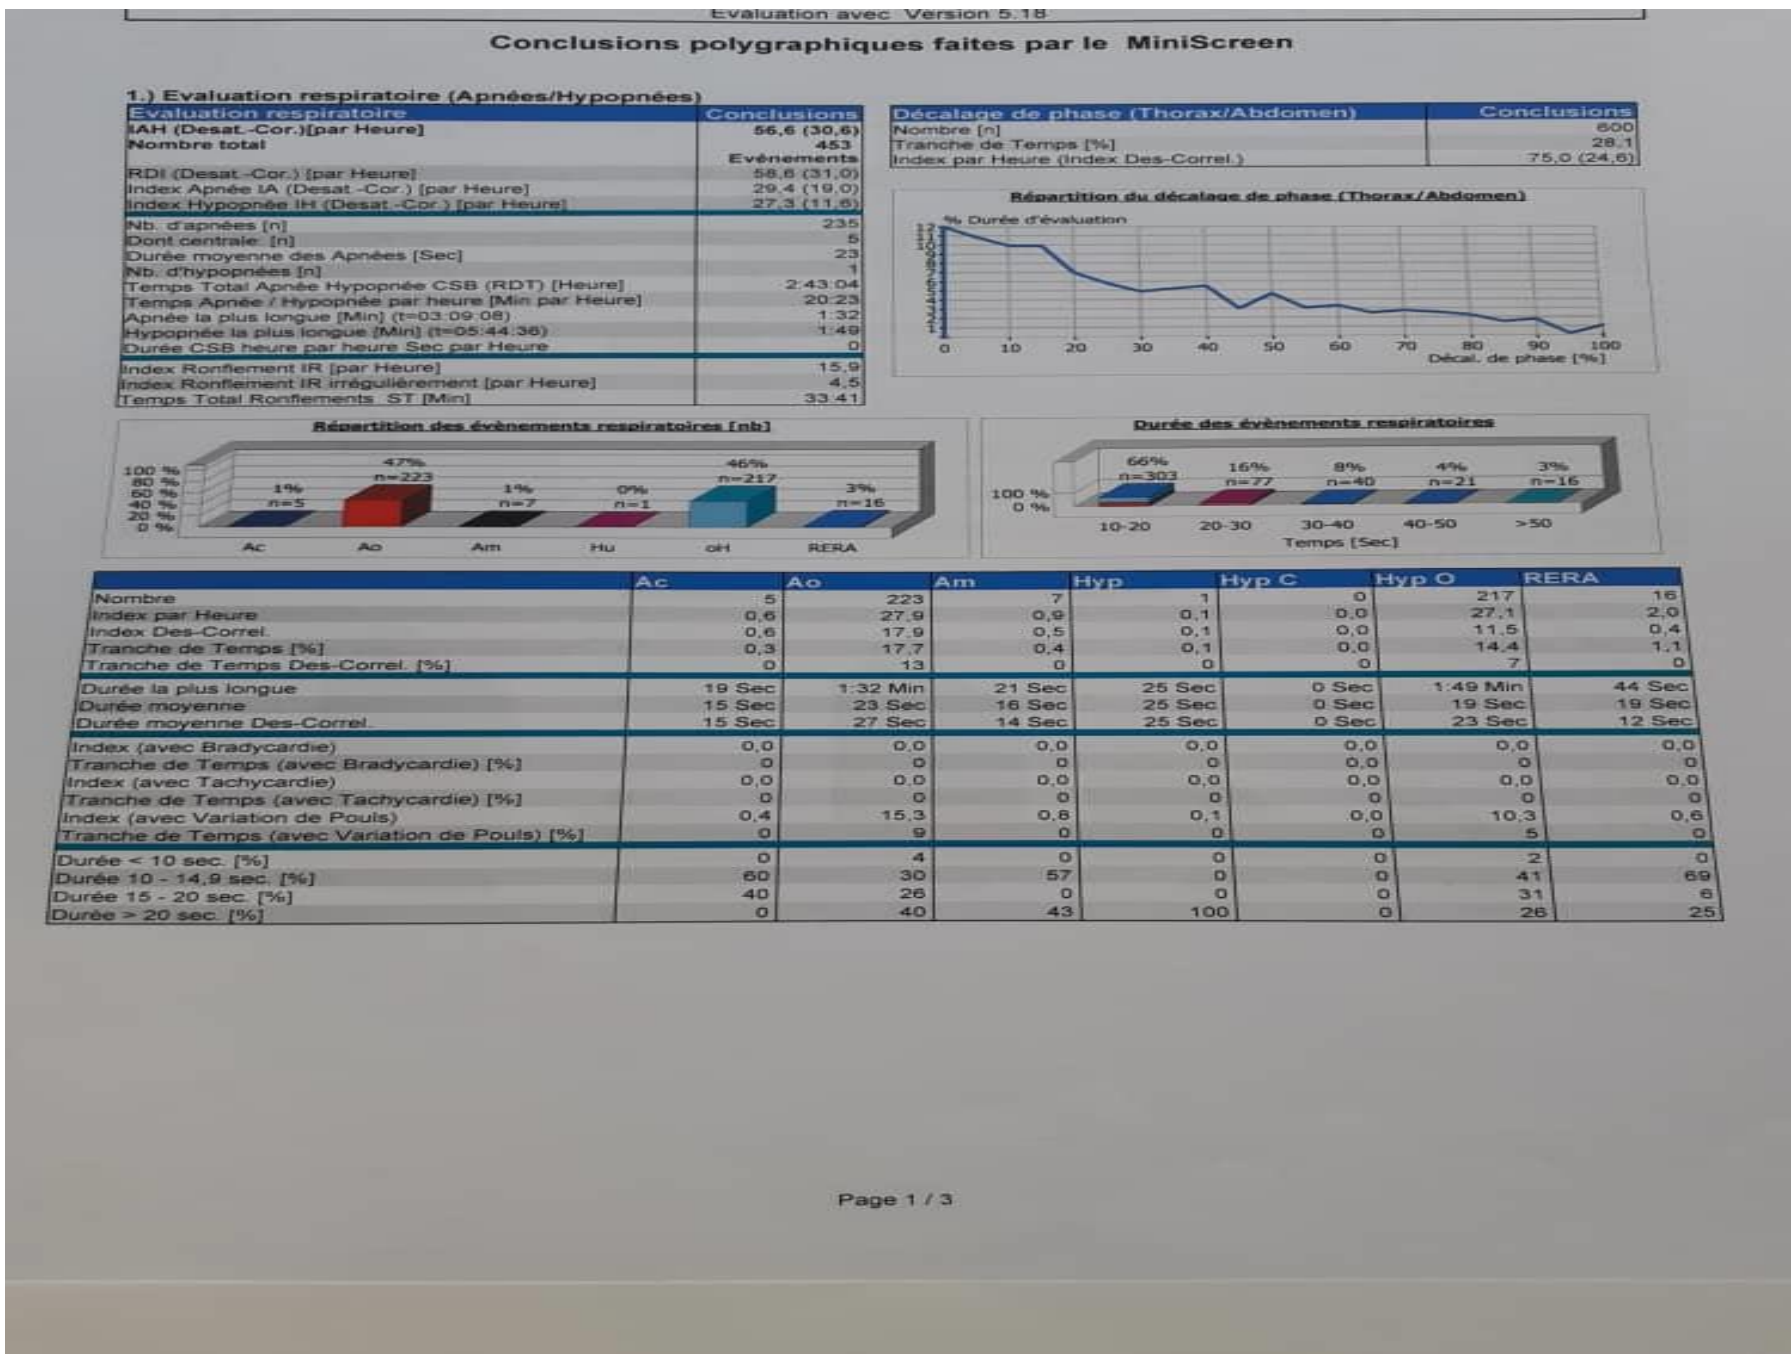 Evaluation avec Version 5.18
Conclusions polygraphiques faites par le MiniScreen
1.) Evaluation respiratoire (Apnées/Hypopnées)
Evaluation respiratoire Conclusions
IAH (Desat.-Cor.)[par Heure] 56,6 (30,6)
Nombre total 453
Evènements
RDI (Desat.-Cor.) [par Heure] 58,6 (31,0)
Index Apnée IA (Desat.-Cor.) [par Heure] 29,4 (19,0)
Index Hypopnée IH (Desat.-Cor.) [par Heure] 27,3 (11,6)
Nb. d'apnées [n] 235
Dont centrale: [n] 5
Durée moyenne des Apnées [Sec] 23
Nb. d'hypopnées [n] 1
Temps Total Apnée Hypopnée CSB (RDT) [Heure] 2:43:04
Temps Apnée / Hypopnée par heure [Min par Heure] 20:23
Apnée la plus longue [Min] (t=03:09:08) 1:32
Hypopnée la plus longue [Min] (t=05:44:36) 1:49
Durée CSB heure par heure Sec par Heure 0
Index Ronflement IR [par Heure] 15,9
Index Ronflement IR irrégulièrement [par Heure] 4,5
Temps Total Ronflements ST [Min] 33:41
Décalage de phase (Thorax/Abdomen) Conclusions
Nombre [n] 600
Tranche de Temps [%] 28,1
Index par Heure (Index Des-Correl.) 75,0 (24,6)
Répartition du décalage de phase (Thorax/Abdomen)
% Durée d'évaluation
0 10 20 30 40 50 60 70 80 90 100
Décal. de phase [%]
Répartition des évènements respiratoires [nb]
100 %
80 %
60 %
40 %
20 %
0 %
1% 47% 1% 0% 46% 3%
n=5 n=223 n=7 n=1 n=217 n=16
Ac Ao Am Hu oH RERA
Durée des évènements respiratoires
100 %
0 %
66% 16% 8% 4% 3%
n=303 n=77 n=40 n=21 n=16
10-20 20-30 30-40 40-50 >50
Temps [Sec]
Ac Ao Am Hyp Hyp C Hyp O RERA
Nombre 5 223 7 1 0 217 16
Index par Heure 0,6 27,9 0,9 0,1 0,0 27,1 2,0
Index Des-Correl. 0,6 17,9 0,5 0,1 0,0 11,5 0,4
Tranche de Temps [%] 0,3 17,7 0,4 0,1 0,0 14,4 1,1
Tranche de Temps Des-Correl. [%] 0 13 0 0 0 7 0
Durée la plus longue 19 Sec 1:32 Min 21 Sec 25 Sec 0 Sec 1:49 Min 44 Sec
Durée moyenne 15 Sec 23 Sec 16 Sec 25 Sec 0 Sec 19 Sec 19 Sec
Durée moyenne Des-Correl. 15 Sec 27 Sec 14 Sec 25 Sec 0 Sec 23 Sec 12 Sec
Index (avec Bradycardie) 0,0 0,0 0,0 0,0 0,0 0,0 0,0
Tranche de Temps (avec Bradycardie) [%] 0 0 0 0 0,0 0 0
Index (avec Tachycardie) 0,0 0,0 0,0 0,0 0,0 0,0 0,0
Tranche de Temps (avec Tachycardie) [%] 0 0 0 0 0 0 0
Index (avec Variation de Pouls) 0,4 15,3 0,8 0,1 0,0 10,3 0,6
Tranche de Temps (avec Variation de Pouls) [%] 0 9 0 0 0 5 0
Durée < 10 sec. [%] 0 4 0 0 0 2 0
Durée 10 - 14,9 sec. [%] 60 30 57 0 0 41 69
Durée 15 - 20 sec. [%] 40 26 0 0 0 31 6
Durée > 20 sec. [%] 0 40 43 100 0 26 25
Page 1 / 3